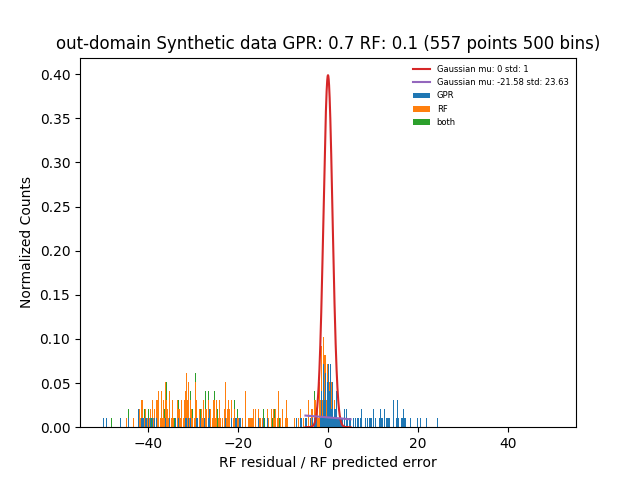 out-domain Synthetic data GPR: 0.7 RF: 0.1 (557 points 500 bins)
Gaussian mu: 0 std: 1
Gaussian mu: -21.58 std: 23.63
GPR
RF
both
Normalized Counts
0.40
0.35
0.30
0.25
0.20
0.15
0.10
0.05
0.00
−40 −20 0 20 40
RF residual / RF predicted error